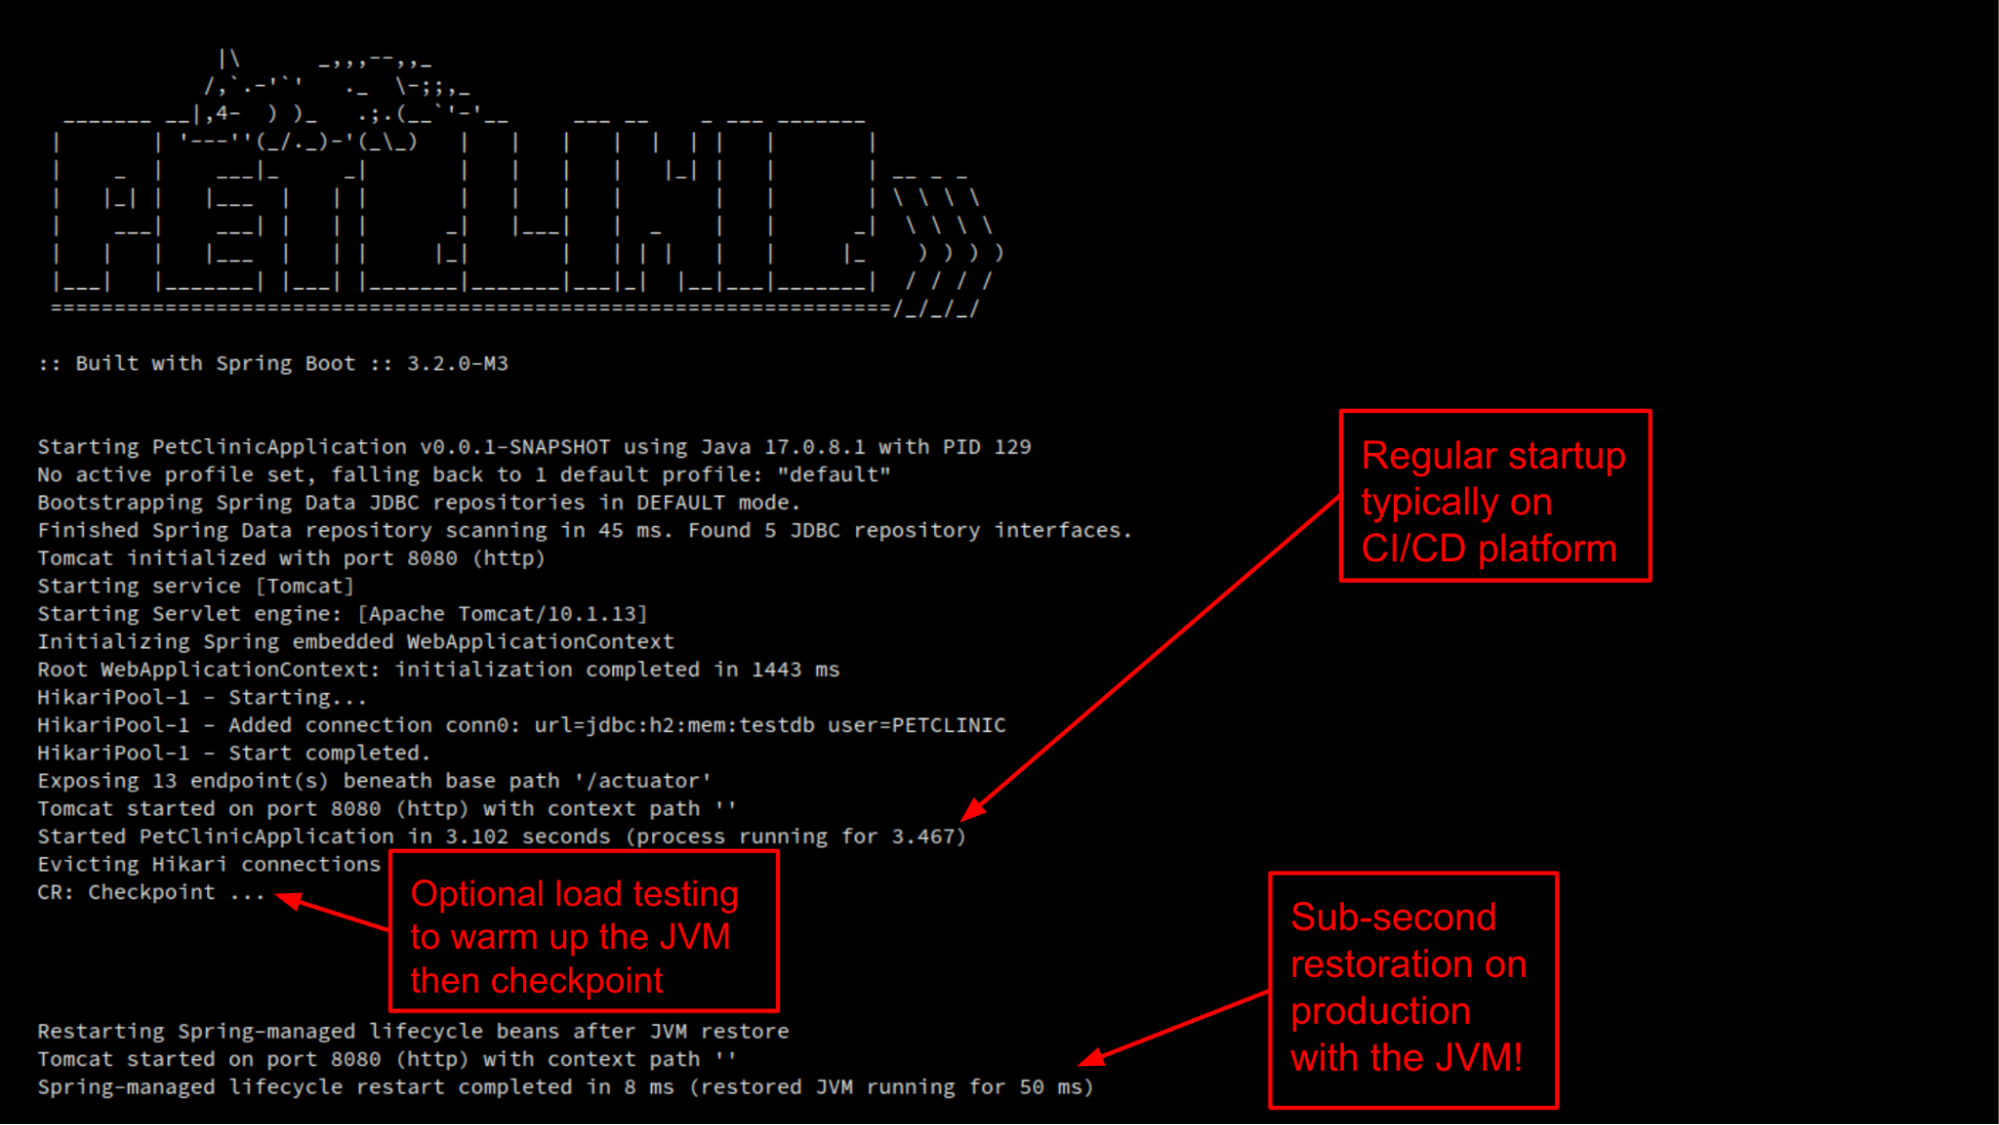 :: Built with Spring Boot :: 3.2.0-M3
Starting PetClinicApplication v0.0.1-SNAPSHOT using Java 17.0.8.1 with PID 129
No active profile set, falling back to 1 default profile: "default"
Bootstrapping Spring Data JDBC repositories in DEFAULT mode.
Finished Spring Data repository scanning in 45 ms. Found 5 JDBC repository interfaces.
Tomcat initialized with port 8080 (http)
Starting service [Tomcat]
Starting Servlet engine: [Apache Tomcat/10.1.13]
Initializing Spring embedded WebApplicationContext
Root WebApplicationContext: initialization completed in 1443 ms
HikariPool-1 - Starting...
HikariPool-1 - Added connection conn0: url=jdbc:h2:mem:testdb user=PETCLINIC
HikariPool-1 - Start completed.
Exposing 13 endpoint(s) beneath base path '/actuator'
Tomcat started on port 8080 (http) with context path ''
Started PetClinicApplication in 3.102 seconds (process running for 3.467)
Evicting Hikari connections
CR: Checkpoint ...
Restarting Spring-managed lifecycle beans after JVM restore
Tomcat started on port 8080 (http) with context path ''
Spring-managed lifecycle restart completed in 8 ms (restored JVM running for 50 ms)
Regular startup
typically on
CI/CD platform
Optional load testing
to warm up the JVM
then checkpoint
Sub-second
restoration on
production
with the JVM!